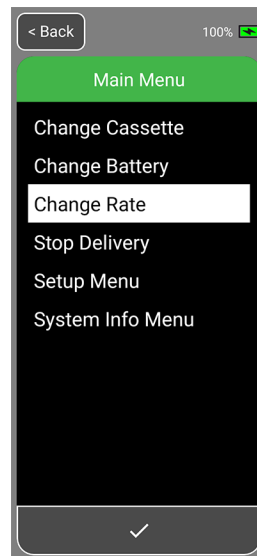 < Back
100%
Main Menu
Change Cassette
Change Battery
Change Rate
Stop Delivery
Setup Menu
System Info Menu